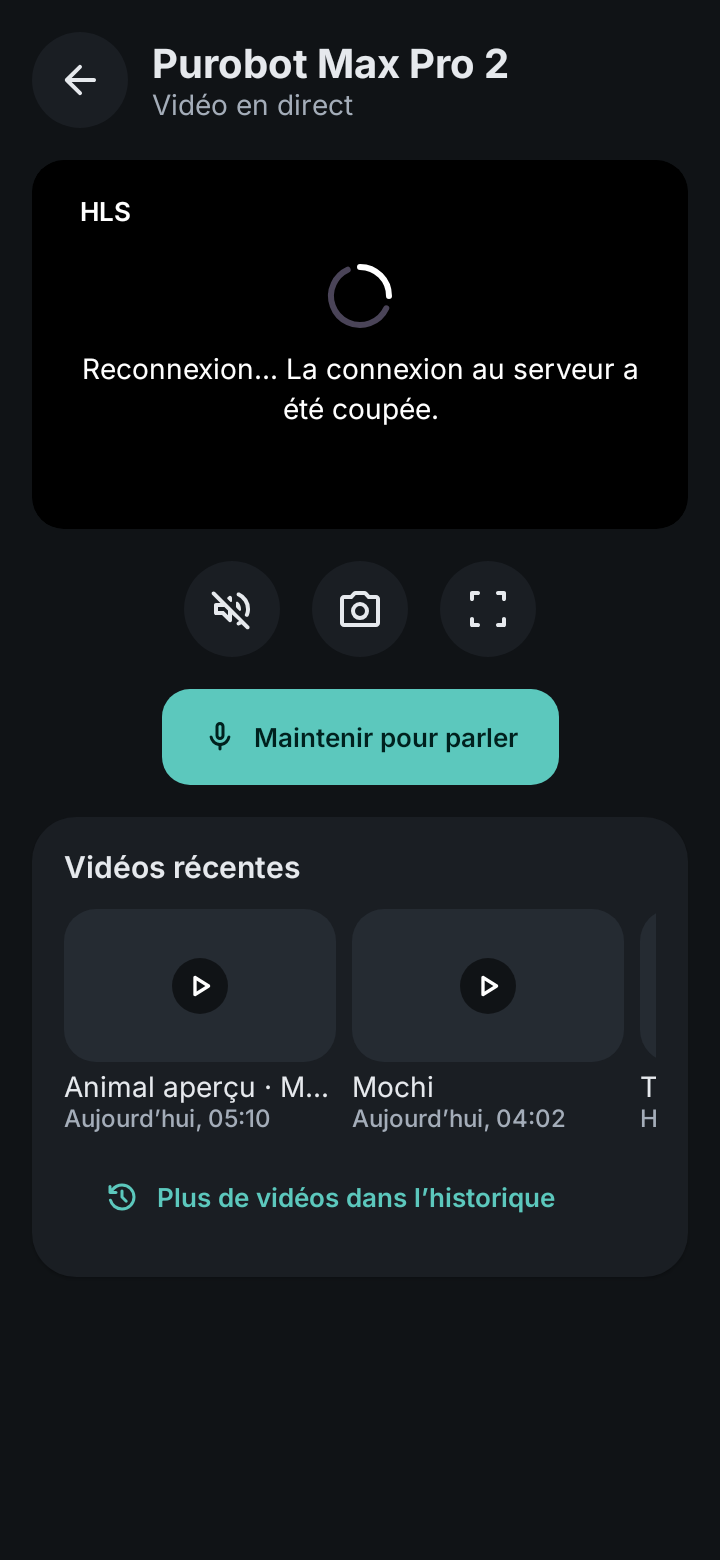 Purobot Max Pro 2
Vidéo en direct
HLS
Reconnexion… La connexion au serveur a
été coupée.
Maintenir pour parler
Vidéos récentes
Animal aperçu · M…
Aujourd’hui, 05:10
Mochi
Aujourd’hui, 04:02
T
H
Plus de vidéos dans l’historique